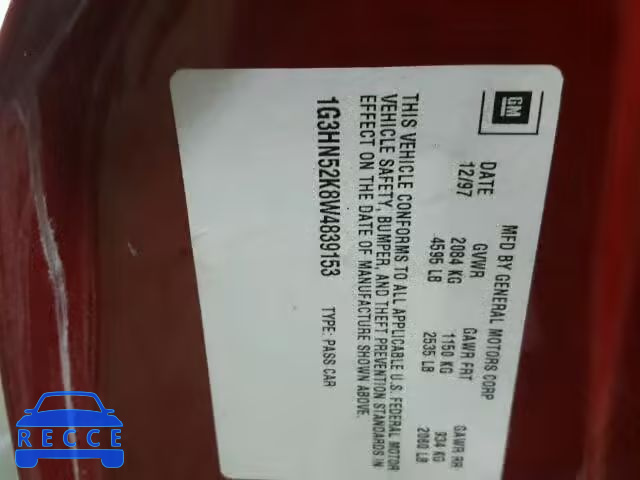 GM
MFD BY GENERAL MOTORS CORP
DATE GVWR GAWR FRT GAWR RR
12/97 2084 KG 1150 KG 934 KG
4595 LB 2535 LB 2060 LB
THIS VEHICLE CONFORMS TO ALL APPLICABLE U.S. FEDERAL MOTOR
VEHICLE SAFETY, BUMPER, AND THEFT PREVENTION STANDARDS IN
EFFECT ON THE DATE OF MANUFACTURE SHOWN ABOVE.
1G3HN52K8W4839153 TYPE: PASS CAR
RECCE